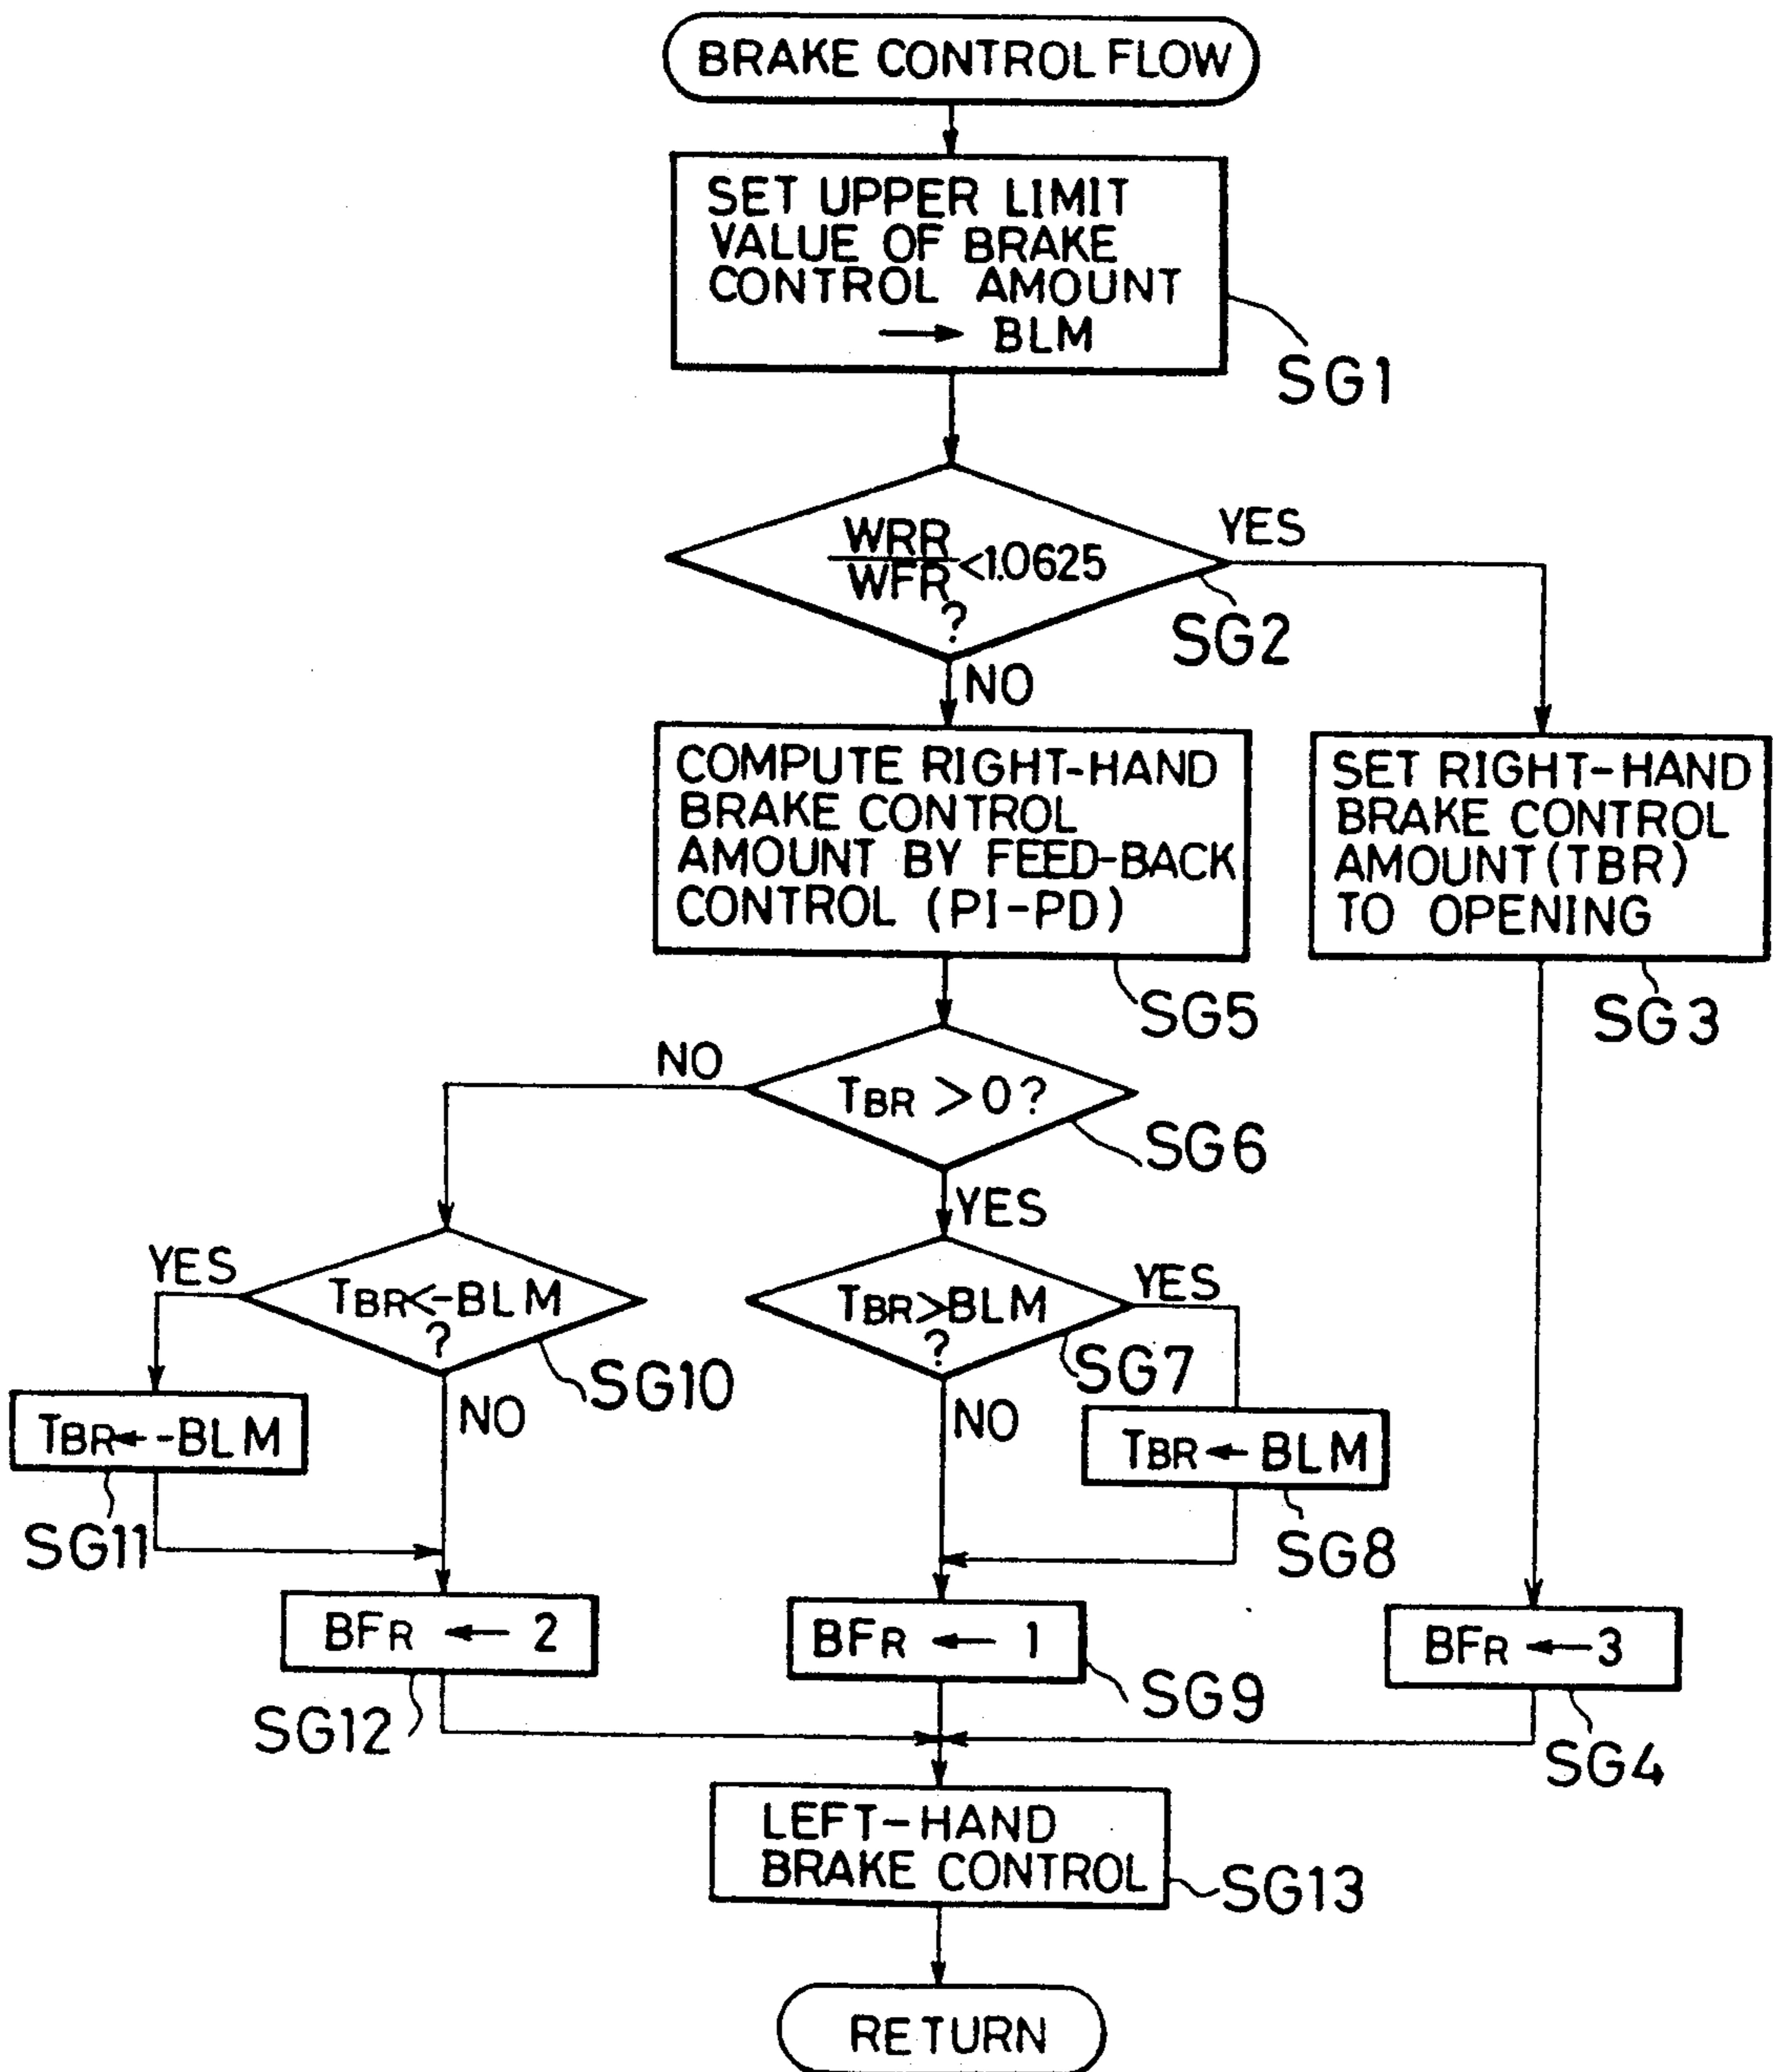 BRAKE CONTROL FLOW
SET UPPER LIMIT
VALUE OF BRAKE
CONTROL AMOUNT
→ BLM
SG1
WRR
WFR
<1.0625
?
YES
SG2
NO
COMPUTE RIGHT-HAND
BRAKE CONTROL
AMOUNT BY FEED-BACK
CONTROL (PI-PD)
SG5
SET RIGHT-HAND
BRAKE CONTROL
AMOUNT (TBR)
TO OPENING
SG3
NO
TBR > 0 ?
SG6
YES
YES
TBR<-BLM
?
SG10
NO
TBR>BLM
?
YES
SG7
NO
TBR←-BLM
SG11
TBR ← BLM
SG8
BFR ← 2
SG12
BFR ← 1
SG9
BFR ← 3
SG4
LEFT-HAND
BRAKE CONTROL
SG13
RETURN